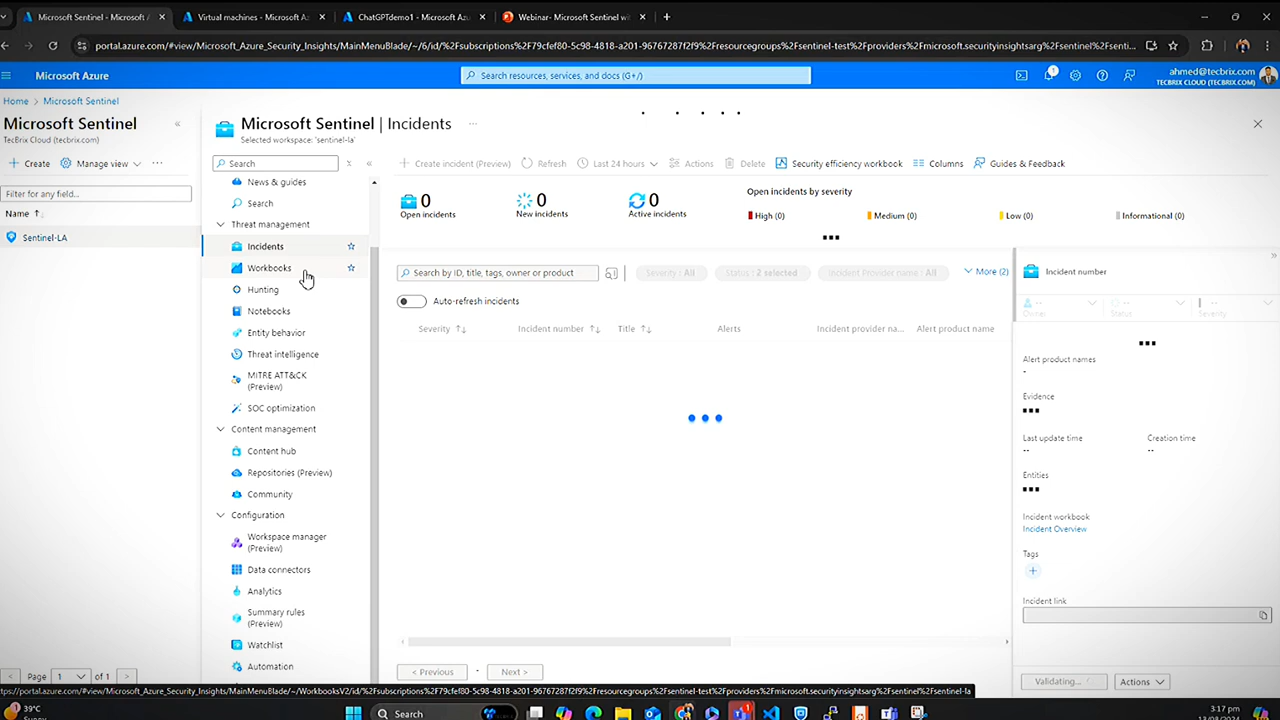 Microsoft Sentinel - Microsoft A
Virtual machines - Microsoft Az
ChatGPTdemo1 - Microsoft Azu
Webinar- Microsoft Sentinel wi
portal.azure.com/#view/Microsoft_Azure_Security_Insights/MainMenuBlade/~/6/id/%2Fsubscriptions%2F79cfef80-5c98-4818-a201-96767287f2f9%2Fresourcegroups%2Fsentinel-test%2Fproviders%2Fmicrosoft.securityinsightsarg%2Fsentinel%2Fsenti...
Microsoft Azure
Search resources, services, and docs (G+/)
1
ahmed@tecbrix.com
TECBRIX CLOUD (TECBRIX.COM)
Home > Microsoft Sentinel
Microsoft Sentinel
TecBrix Cloud (tecbrix.com)
Create
Manage view
Filter for any field...
Name
Sentinel-LA
Page 1 of 1
Microsoft Sentinel | Incidents
Selected workspace: 'sentinel-la'
Search
News & guides
Search
Threat management
Incidents
Workbooks
Hunting
Notebooks
Entity behavior
Threat intelligence
MITRE ATT&CK
(Preview)
SOC optimization
Content management
Content hub
Repositories (Preview)
Community
Configuration
Workspace manager
(Preview)
Data connectors
Analytics
Summary rules
(Preview)
Watchlist
Automation
Create incident (Preview)
Refresh
Last 24 hours
Actions
Delete
Security efficiency workbook
Columns
Guides & Feedback
0
Open incidents
0
New incidents
0
Active incidents
Open incidents by severity
High (0)
Medium (0)
Low (0)
Informational (0)
Search by ID, title, tags, owner or product
Severity : All
Status : 2 selected
Incident Provider name : All
More (2)
Auto-refresh incidents
Severity
Incident number
Title
Alerts
Incident provider na...
Alert product name
< Previous
-
Next >
Incident number
--
Owner
--
Status
--
Severity
Alert product names
-
Evidence
Last update time
--
Creation time
--
Entities
Incident workbook
Incident Overview
Tags
Incident link
Validating...
Actions
https://portal.azure.com/#view/Microsoft_Azure_Security_Insights/MainMenuBlade/~/WorkbooksV2/id/%2Fsubscriptions%2F79cfef80-5c98-4818-a201-96767287f2f9%2Fresourcegroups%2Fsentinel-test%2Fproviders%2Fmicrosoft.securityinsightsarg%2Fsentinel%2Fsentinel-la
39°C
Sunny
Search
3:17 pm
13/08/2024